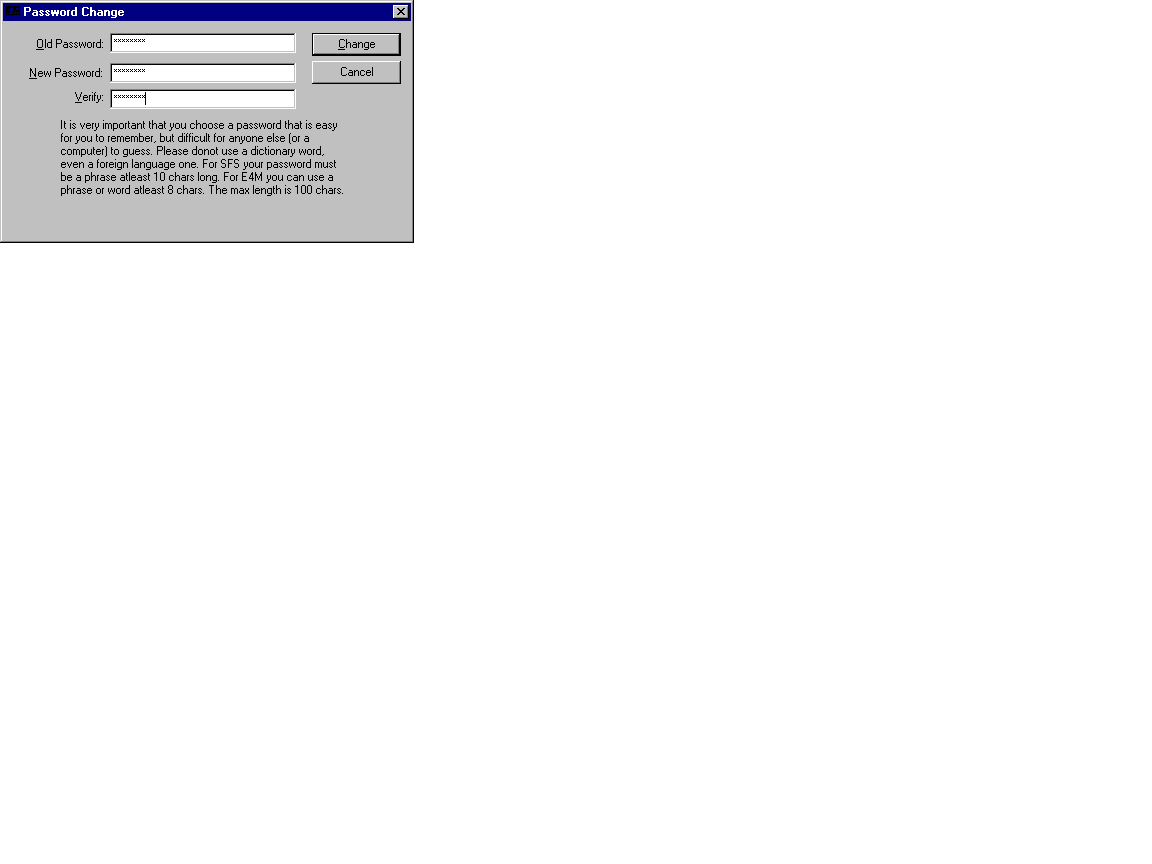 Password Change
Old Password: ******** Change
New Password: ******** Cancel
Verify: ********
It is very important that you choose a password that is easy
for you to remember, but difficult for anyone else (or a
computer) to guess. Please donot use a dictionary word,
even a foreign language one. For SFS your password must
be a phrase atleast 10 chars long. For E4M you can use a
phrase or word atleast 8 chars. The max length is 100 chars.